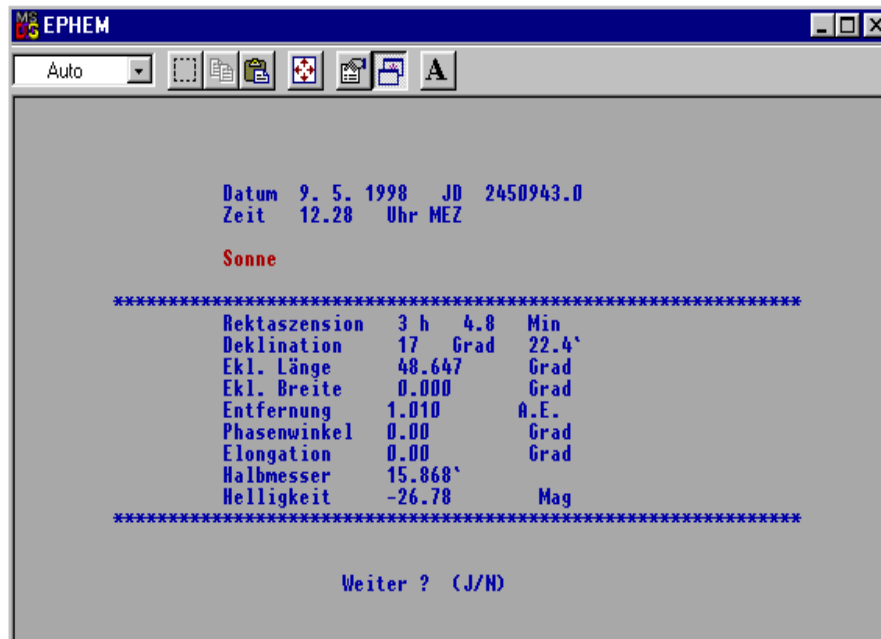 MS DOS EPHEM
Auto
A
Datum 9. 5. 1998 JD 2450943.0
Zeit 12.28 Uhr MEZ
Sonne
***************************************************************
Rektaszension 3 h 4.8 Min
Deklination 17 Grad 22.4`
Ekl. Länge 48.647 Grad
Ekl. Breite 0.000 Grad
Entfernung 1.010 A.E.
Phasenwinkel 0.00 Grad
Elongation 0.00 Grad
Halbmesser 15.868`
Helligkeit -26.78 Mag
***************************************************************
Weiter ? (J/N)